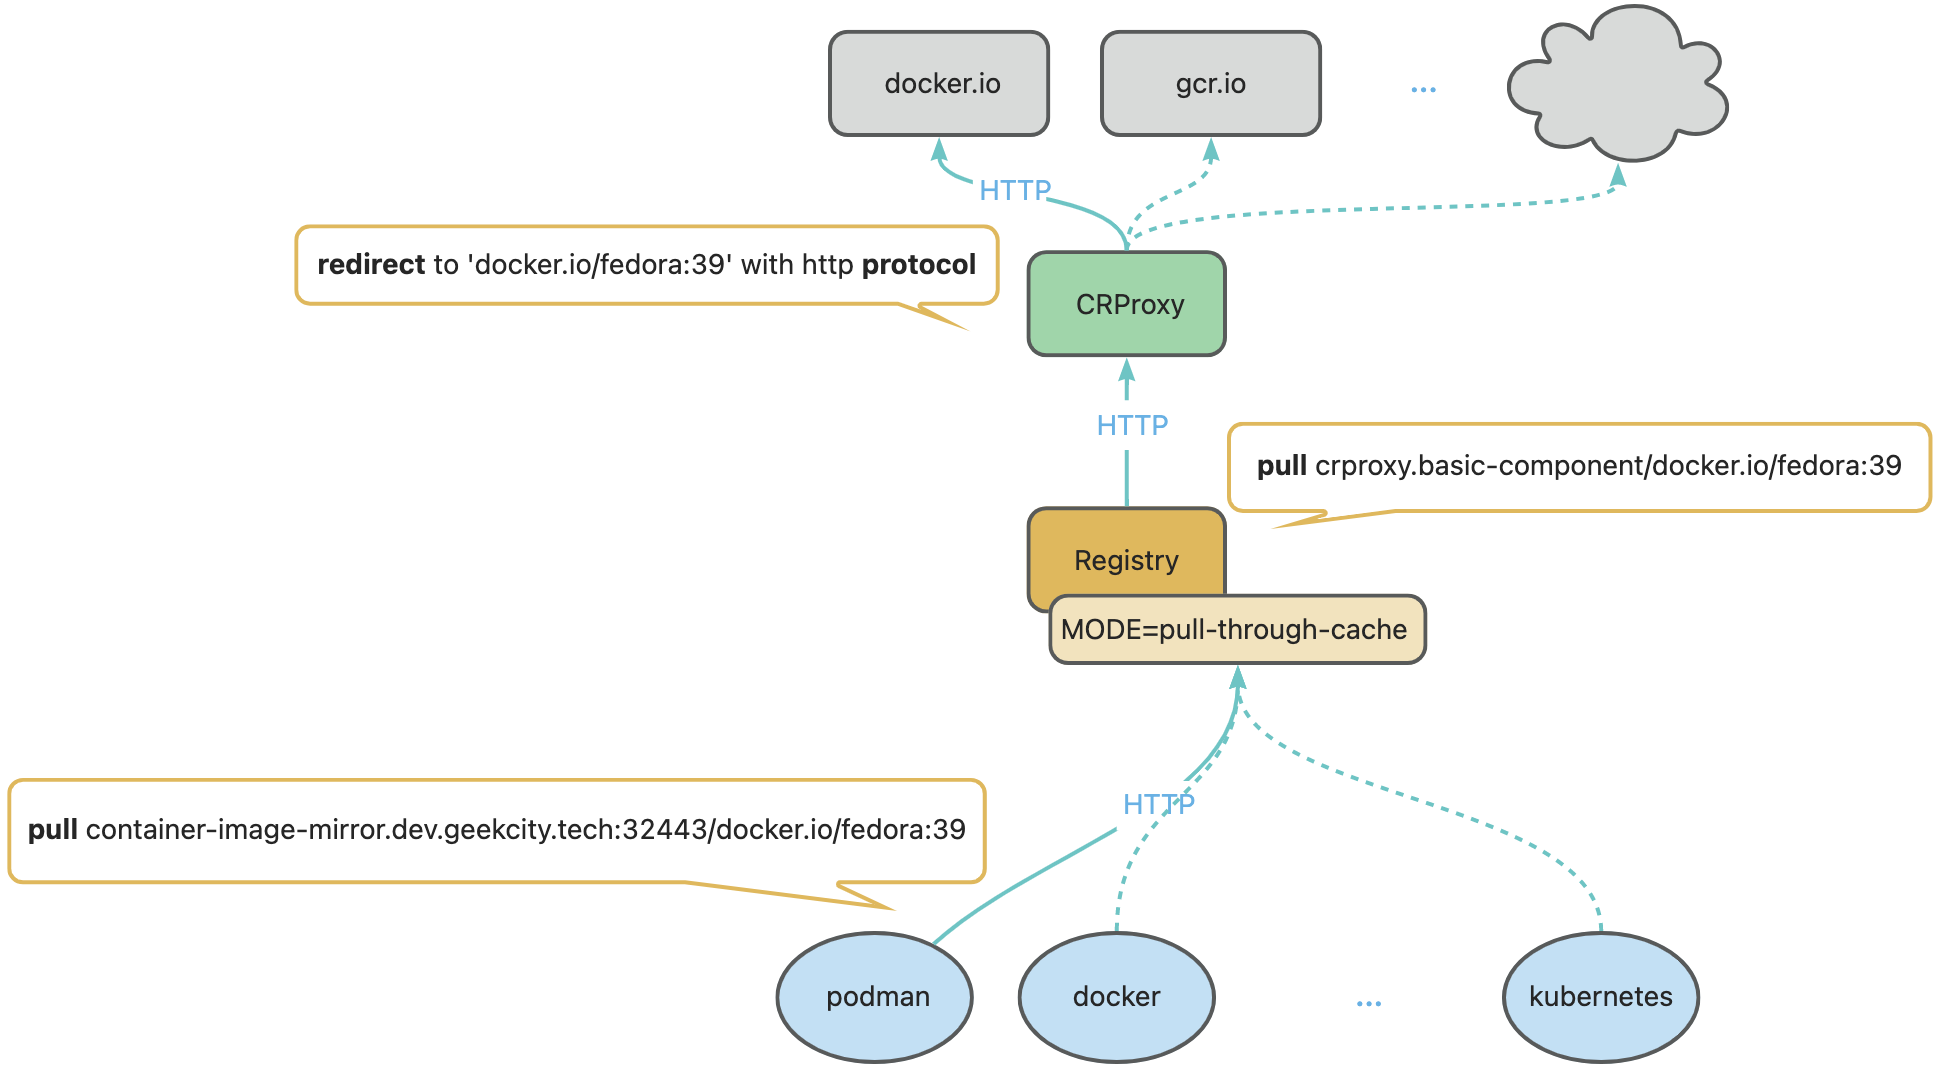 docker.io
gcr.io
...
HTTP
redirect to 'docker.io/fedora:39' with http protocol
CRProxy
HTTP
pull crproxy.basic-component/docker.io/fedora:39
Registry
MODE=pull-through-cache
HTTP
pull container-image-mirror.dev.geekcity.tech:32443/docker.io/fedora:39
podman
docker
...
kubernetes